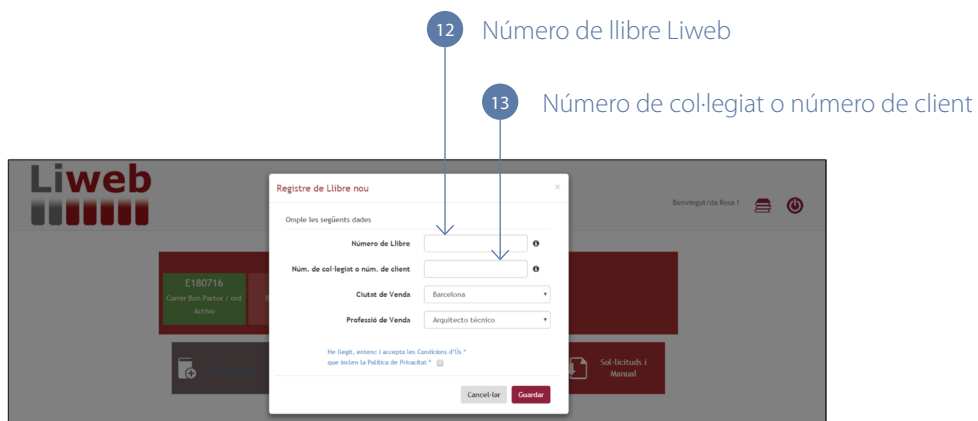 12 Número de llibre Liweb
13 Número de col·legiat o número de client
Liweb
Registre de Llibre nou ×
Benvingut/da Rosa !
Omple les següents dades
Número de Llibre
Núm. de col·legiat o núm. de client
Ciutat de Venda Barcelona
Professió de Venda Arquitecto técnico
He llegit, entenc i accepto les Condicions d'Ús *
que inclen la Política de Privacitat *
Cancel·lar Guardar
E180716
Carrer Bon Pastor / ord
Activo
Sol·licituds i
Manual